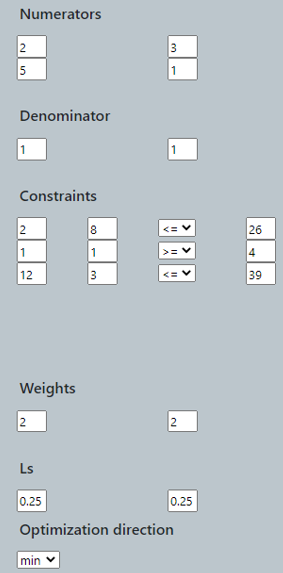 Numerators
2 3
5 1
Denominator
1 1
Constraints
2 8 <= 26
1 1 >= 4
12 3 <= 39
Weights
2 2
Ls
0.25 0.25
Optimization direction
min